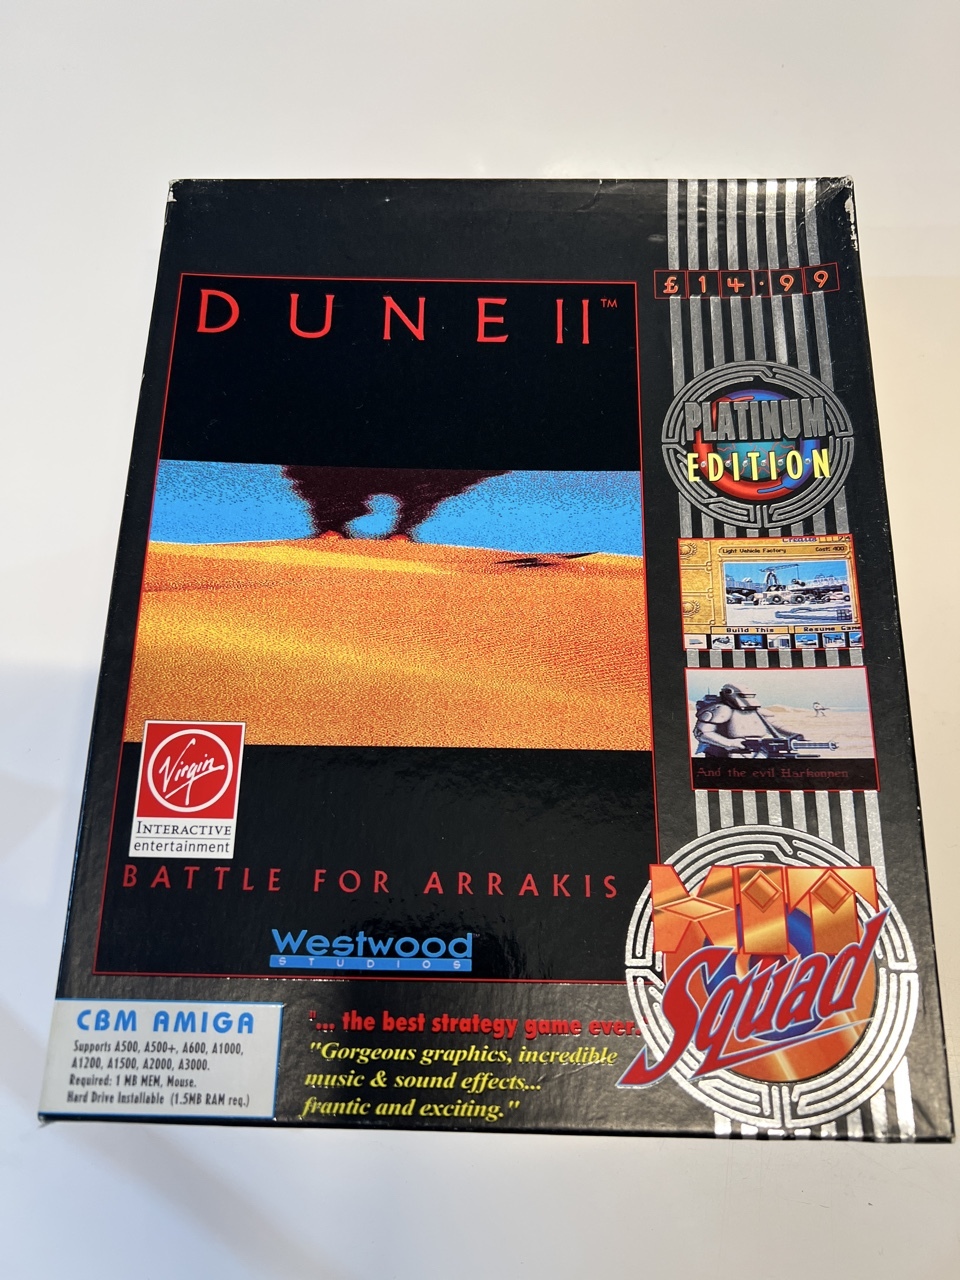 £14.99
DUNE II™
PLATINUM
EDITION
Credits
Light Vehicle Factory Cost: 400
Build This Resume Game
And the evil Harkonnen
Virgin
INTERACTIVE
entertainment
BATTLE FOR ARRAKIS
Westwood™
STUDIOS
HIT
Squad
CBM AMIGA
Supports A500, A500+, A600, A1000,
A1200, A1500, A2000, A3000.
Required: 1 MB MEM, Mouse.
Hard Drive Installable (1.5MB RAM req.)
"... the best strategy game ever.
"Gorgeous graphics, incredible
music & sound effects...
frantic and exciting."